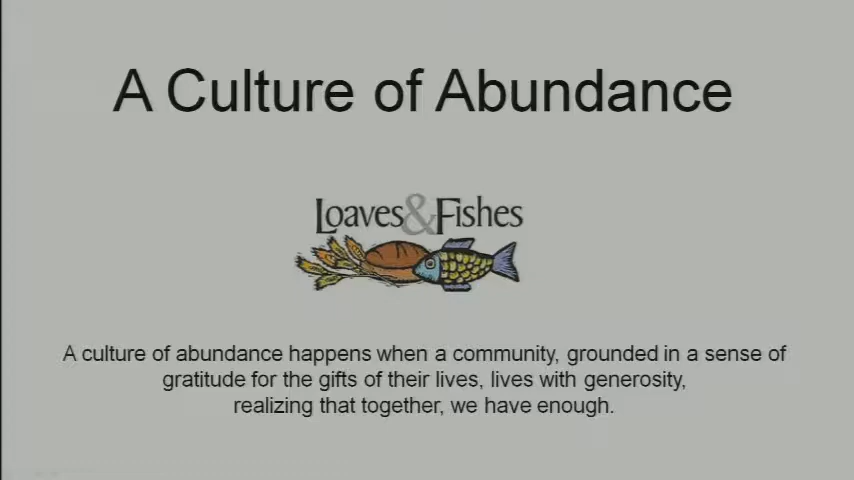 A Culture of Abundance
Loaves&Fishes
A culture of abundance happens when a community, grounded in a sense of
gratitude for the gifts of their lives, lives with generosity,
realizing that together, we have enough.